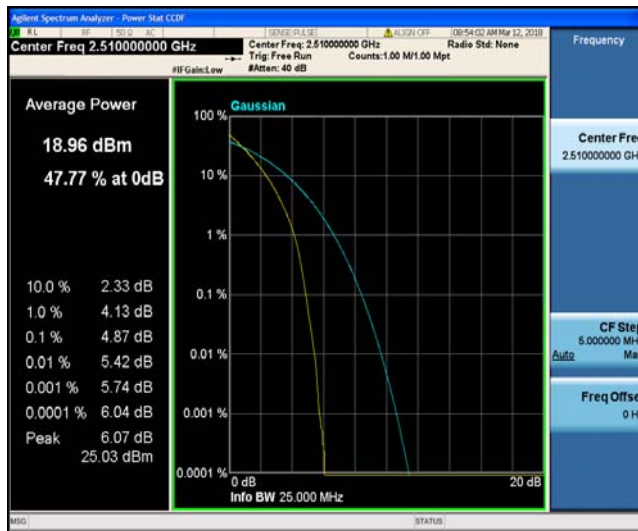 Agilent Spectrum Analyzer - Power Stat CCDF
RL RF 50 Ω AC SENSE:PULSE ALIGN OFF 08:54:02 AM Mar 12, 2018
Center Freq 2.510000000 GHz
Center Freq: 2.510000000 GHz Radio Std: None
Trig: Free Run Counts:1.00 M/1.00 Mpt
#IFGain:Low #Atten: 40 dB
Frequency
Average Power
18.96 dBm
47.77 % at 0dB
10.0 % 2.33 dB
1.0 % 4.13 dB
0.1 % 4.87 dB
0.01 % 5.42 dB
0.001 % 5.74 dB
0.0001 % 6.04 dB
Peak 6.07 dB
25.03 dBm
Gaussian
100 %
10 %
1 %
0.1 %
0.01 %
0.001 %
0.0001 %
0 dB 20 dB
Info BW 25.000 MHz
Center Fre
2.510000000 GH
CF Step
5.000000 MH
Auto Ma
Freq Offse
0 H
MSG STATUS